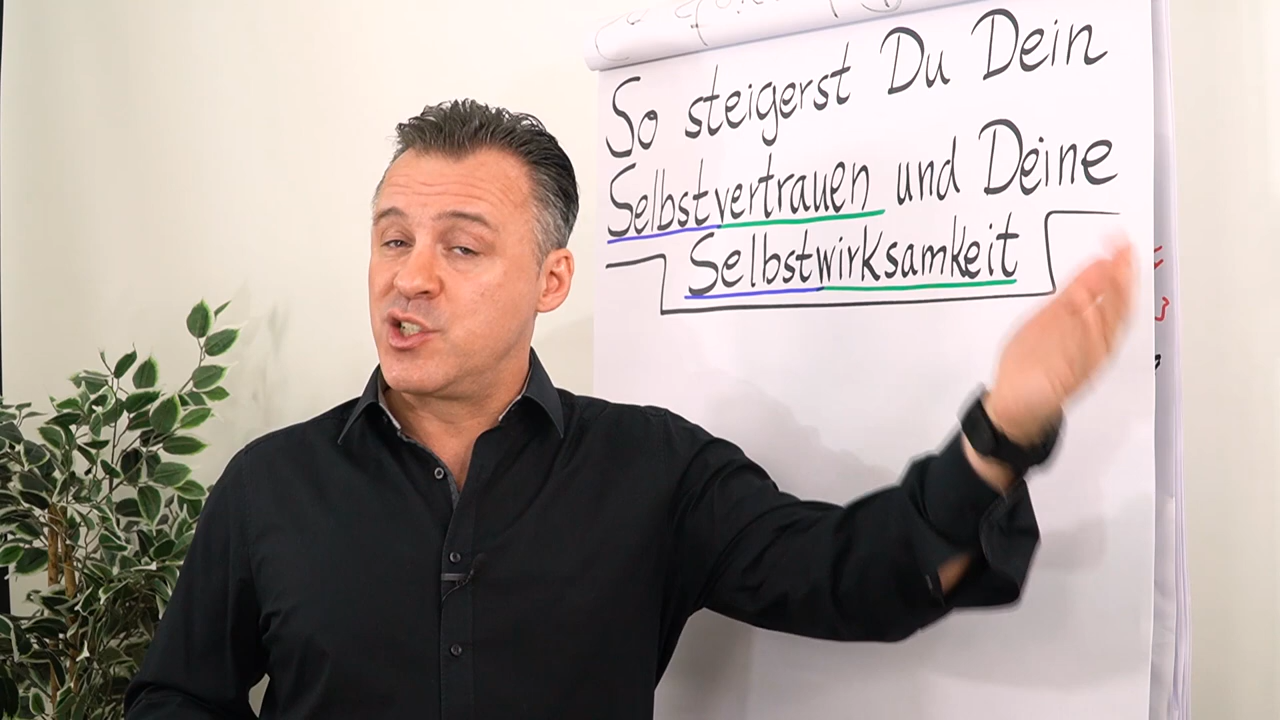 So steigerst Du Dein
Selbstvertrauen und Deine
Selbstwirksamkeit